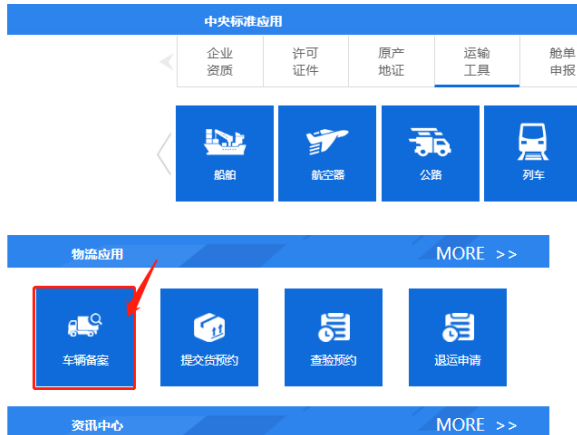 中央标准应用
企业 许可 原产 运输 舱单
资质 证件 地证 工具 申报
船舶 航空器 公路 列车
物流应用 MORE >>
车辆备案 提交货预约 查验预约 退运申请
资讯中心 MORE >>